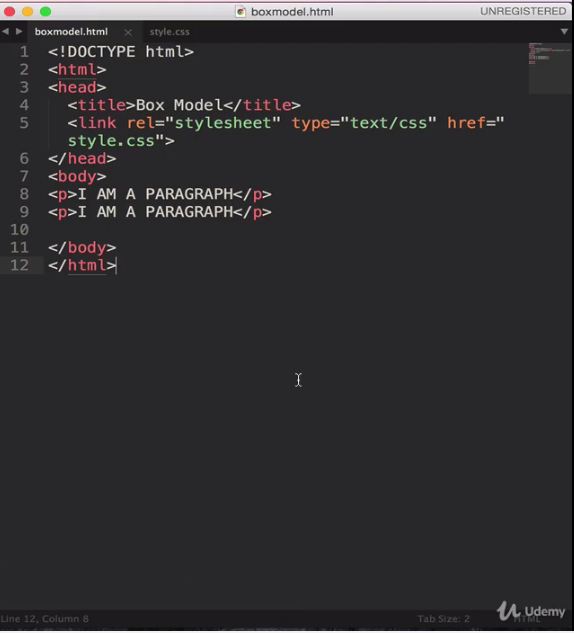 boxmodel.html
UNREGISTERED
boxmodel.html
style.css
1 <!DOCTYPE html>
2 <html>
3 <head>
4 <title>Box Model</title>
5 <link rel="stylesheet" type="text/css" href="
style.css">
6 </head>
7 <body>
8 <p>I AM A PARAGRAPH</p>
9 <p>I AM A PARAGRAPH</p>
10
11 </body>
12 </html>
Line 12, Column 8
Tab Size: 2
HTML
Udemy